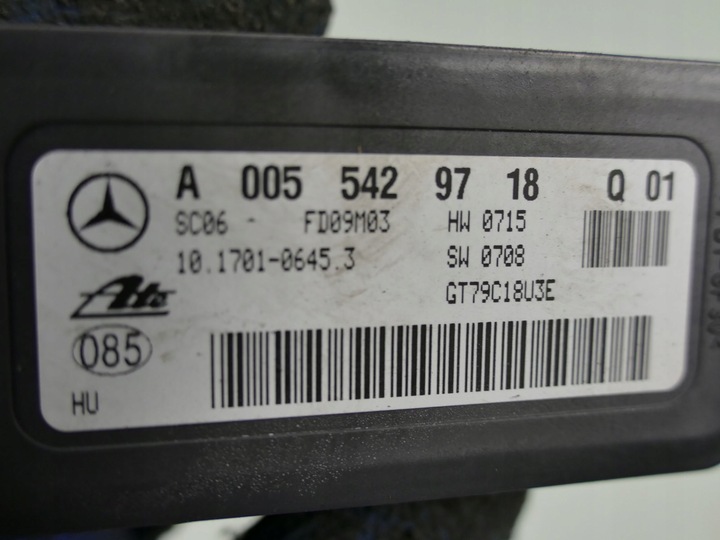 A 005 542 97 18 Q 01
SC06 - FD09M03 HW 0715
10.1701-0645.3 SW 0708
Ate GT79C18U3E
085
HU